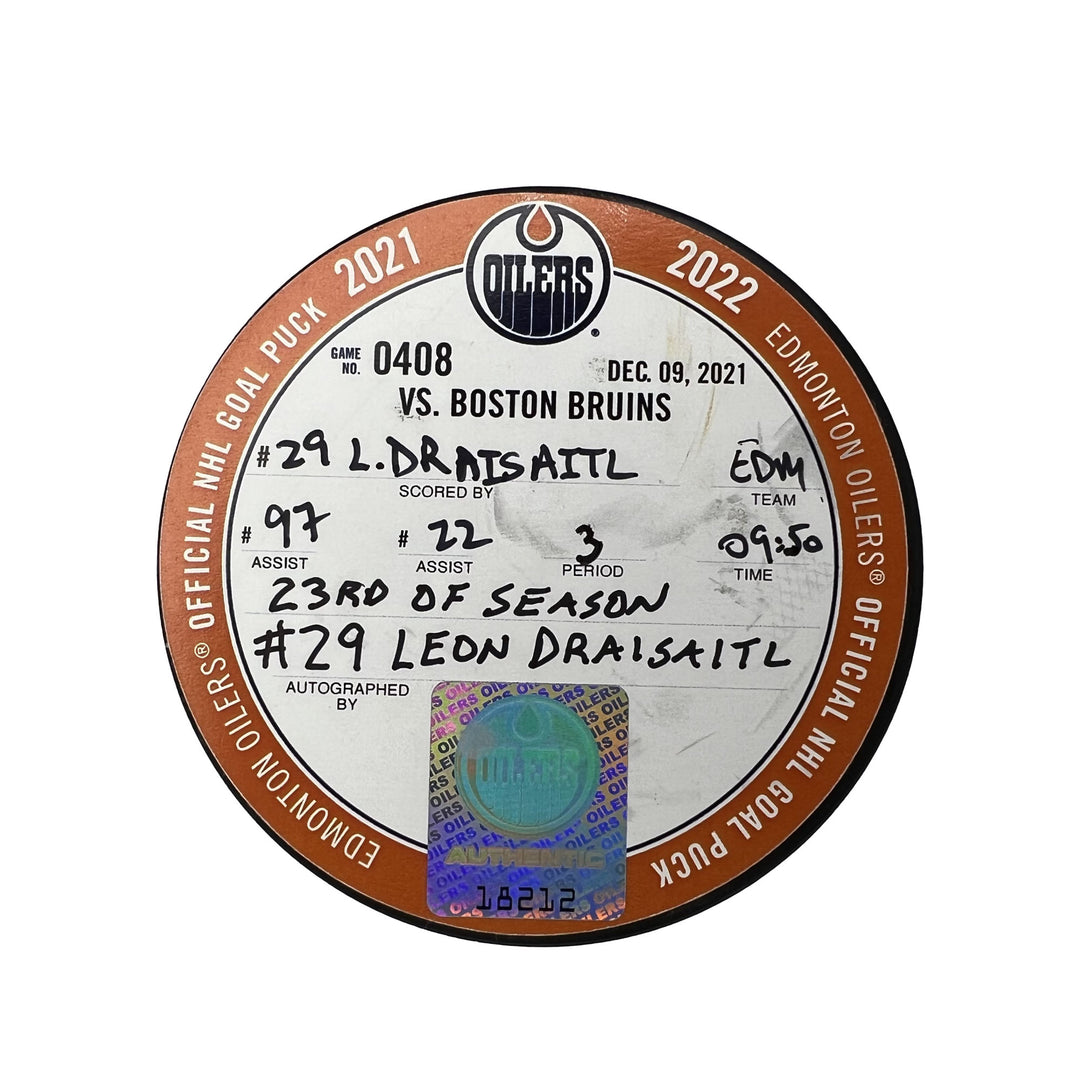 OILERS
EDMONTON OILERS® OFFICIAL NHL GOAL PUCK 2021
2022 EDMONTON OILERS® OFFICIAL NHL GOAL PUCK
GAME NO. 0408 DEC. 09, 2021
VS. BOSTON BRUINS
#29 L.DRAISAITL EDM
SCORED BY TEAM
#97 #22 3 09:50
ASSIST ASSIST PERIOD TIME
23RD OF SEASON
#29 LEON DRAISAITL
AUTOGRAPHED BY
OILERS
AUTHENTIC
18212